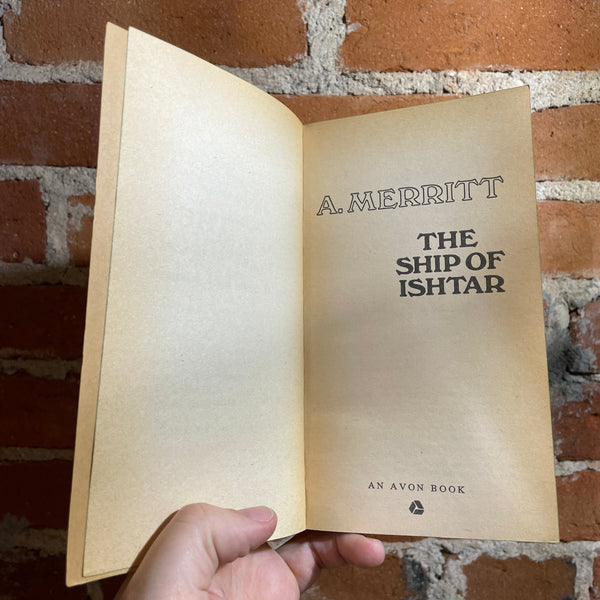 A. MERRITT
THE
SHIP OF
ISHTAR
AN AVON BOOK